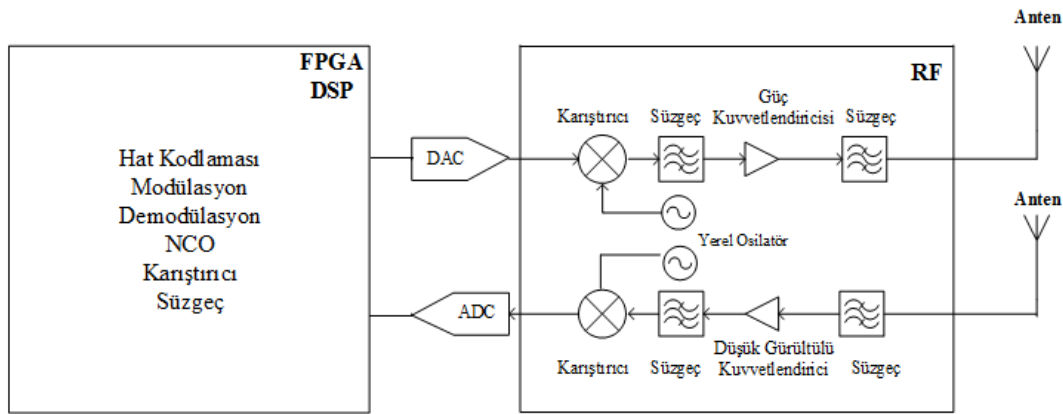 FPGA
DSP
Hat Kodlaması
Modülasyon
Demodülasyon
NCO
Karıştırıcı
Süzgeç
DAC
ADC
RF
Karıştırıcı
Süzgeç
Güç
Kuvvetlendiricisi
Süzgeç
Yerel Osilatör
Karıştırıcı
Süzgeç
Düşük Gürültülü
Kuvvetlendirici
Süzgeç
Anten
Anten